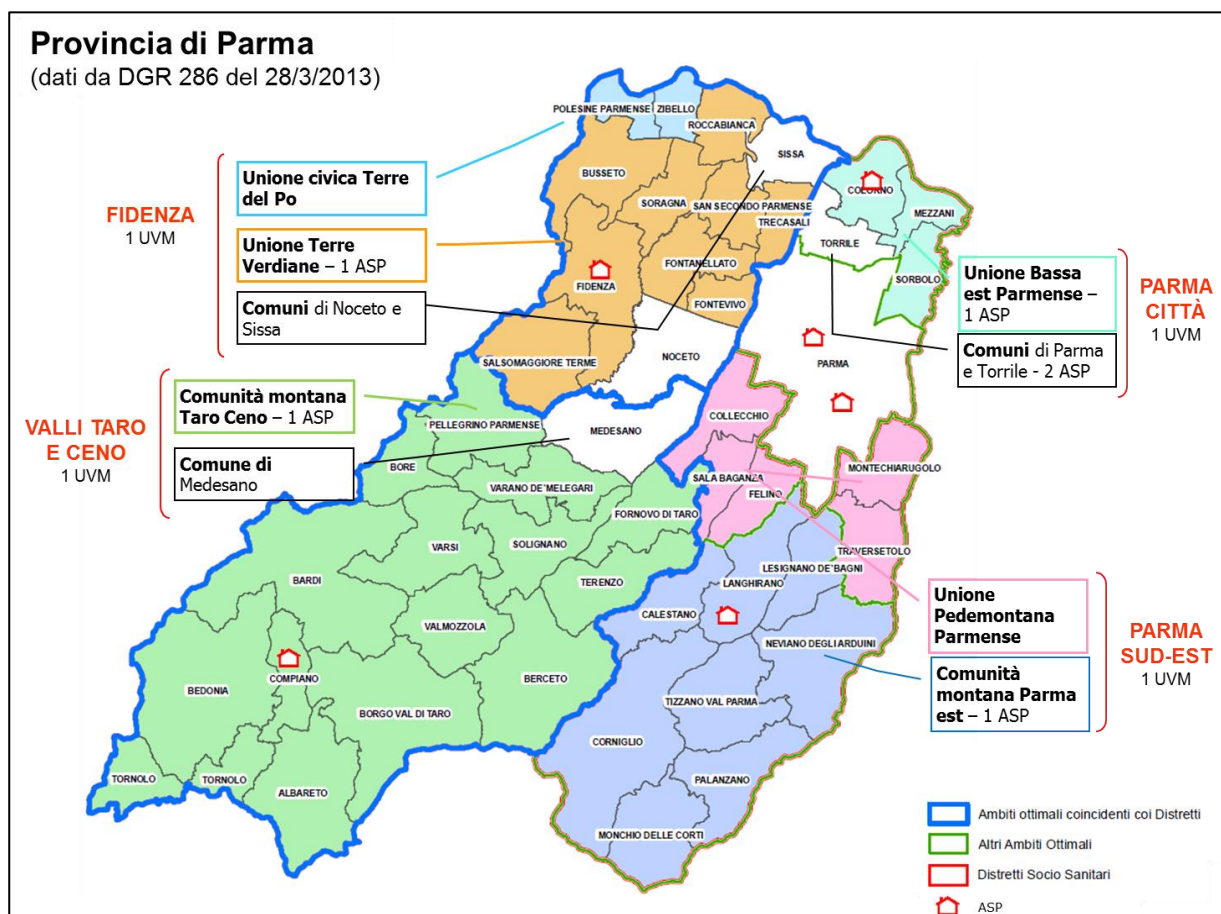 Provincia di Parma
(dati da DGR 286 del 28/3/2013)
FIDENZA
1 UVM
Unione civica Terre
del Po
Unione Terre
Verdiane – 1 ASP
Comuni di Noceto e
Sissa
VALLI TARO
E CENO
1 UVM
Comunità montana
Taro Ceno – 1 ASP
Comune di
Medesano
PARMA
CITTÀ
1 UVM
Unione Bassa
est Parmense –
1 ASP
Comuni di Parma
e Torrile - 2 ASP
PARMA
SUD-EST
1 UVM
Unione
Pedemontana
Parmense
Comunità
montana Parma
est – 1 ASP
POLESINE PARMENSE
ZIBELLO
ROCCABIANCA
SISSA
BUSSETO
COLORNO
SORAGNA
SAN SECONDO PARMENSE
MEZZANI
TRECASALI
TORRILE
FONTANELLATO
SORBOLO
FIDENZA
FONTEVIVO
SALSOMAGGIORE TERME
NOCETO
PARMA
COLLECCHIO
PELLEGRINO PARMENSE
MEDESANO
BORE
MONTECHIARUGOLO
SALA BAGANZA
VARANO DE'MELEGARI
FELINO
FORNOVO DI TARO
VARSI
SOLIGNANO
TRAVERSETOLO
LESIGNANO DE'BAGNI
BARDI
TERENZO
LANGHIRANO
CALESTANO
VALMOZZOLA
NEVIANO DEGLI ARDUINI
COMPIANO
BERCETO
BEDONIA
TIZZANO VAL PARMA
BORGO VAL DI TARO
CORNIGLIO
TORNOLO
TORNOLO
PALANZANO
ALBARETO
MONCHIO DELLE CORTI
Ambiti ottimali coincidenti coi Distretti
Altri Ambiti Ottimali
Distretti Socio Sanitari
ASP